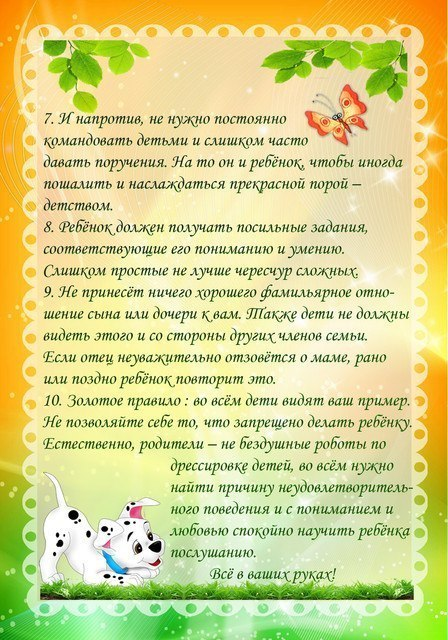 7. И напротив, не нужно постоянно
командовать детьми и слишком часто
давать поручения. На то он и ребёнок, чтобы иногда
пошалить и наслаждаться прекрасной порой –
детством.
8. Ребёнок должен получать посильные задания,
соответствующие его пониманию и умению.
Слишком простые не лучше чересчур сложных.
9. Не принесёт ничего хорошего фамильярное отно-
шение сына или дочери к вам. Также дети не должны
видеть этого и со стороны других членов семьи.
Если отец неуважительно отзовётся о маме, рано
или поздно ребёнок повторит это.
10. Золотое правило : во всём дети видят ваш пример.
Не позволяйте себе то, что запрещено делать ребёнку.
Естественно, родители – не бездушные роботы по
дрессировке детей, во всём нужно
найти причину неудовлетворитель-
ного поведения и с пониманием и
любовью спокойно научить ребёнка
послушанию.
Всё в ваших руках!